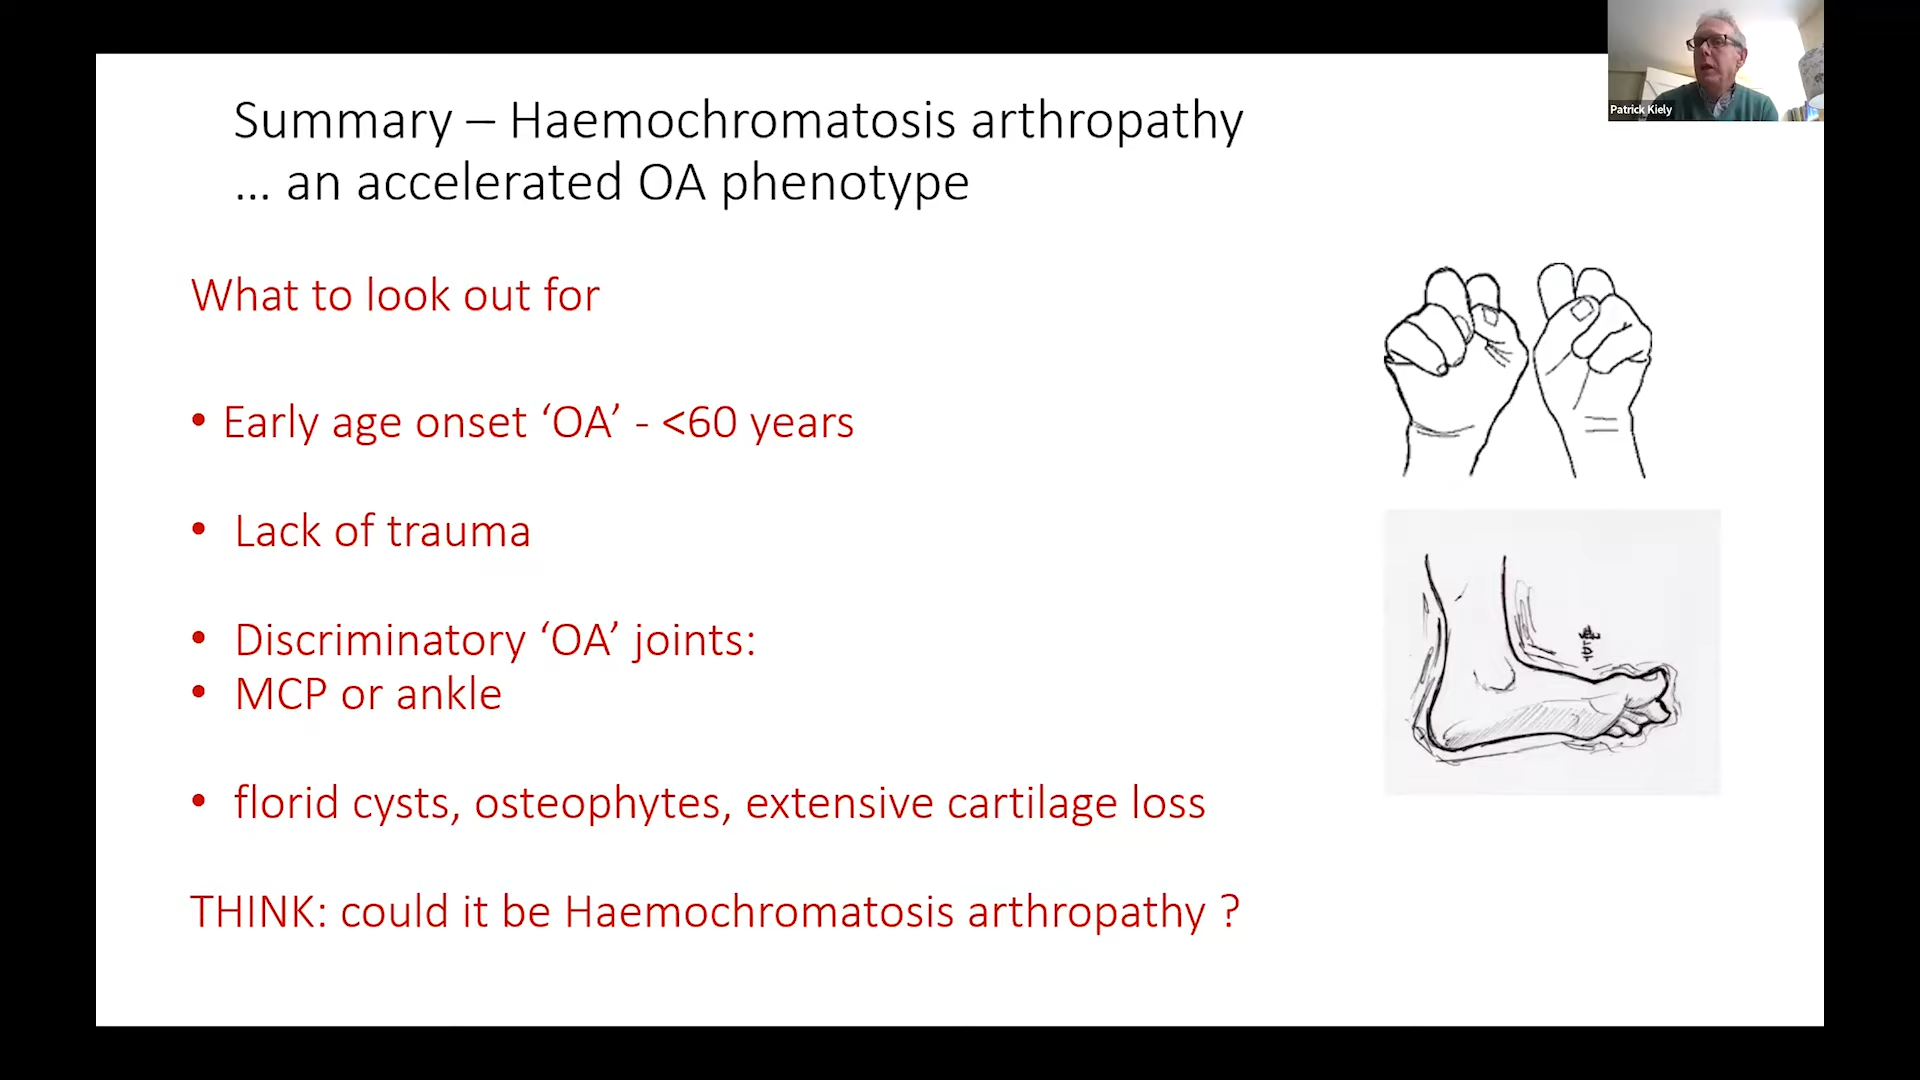 Patrick Kiely
Summary – Haemochromatosis arthropathy
... an accelerated OA phenotype
What to look out for
• Early age onset ‘OA’ - <60 years
• Lack of trauma
• Discriminatory ‘OA’ joints:
• MCP or ankle
• florid cysts, osteophytes, extensive cartilage loss
THINK: could it be Haemochromatosis arthropathy ?